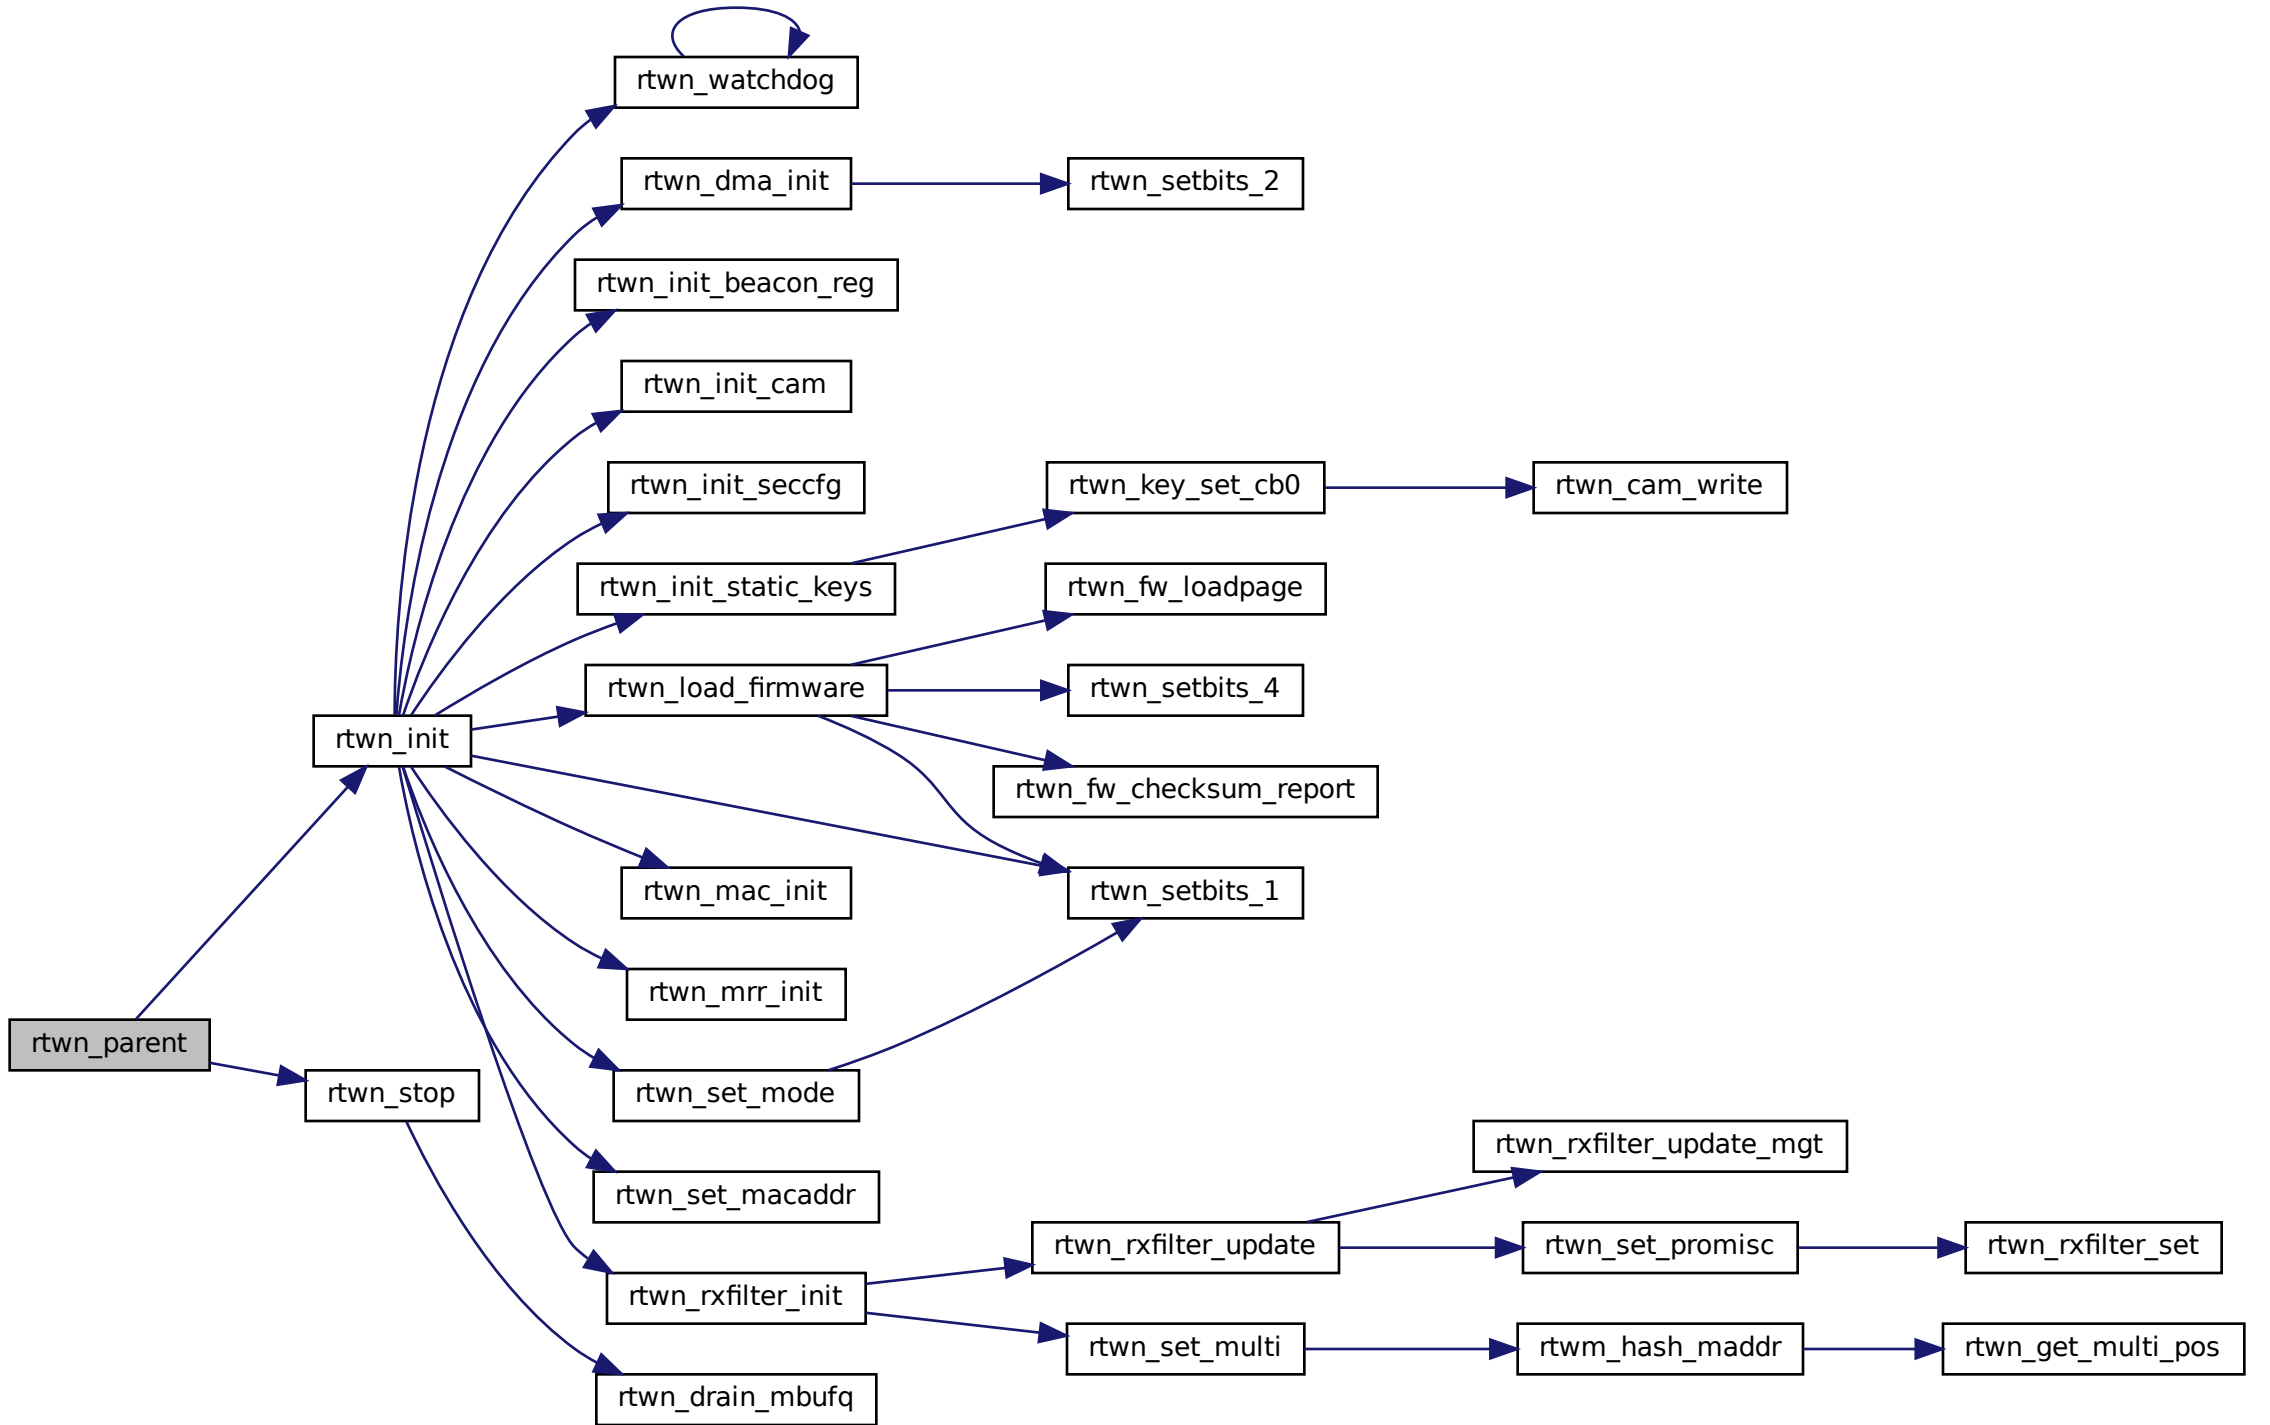 rtwn_watchdog
rtwn_dma_init
rtwn_setbits_2
rtwn_init_beacon_reg
rtwn_init_cam
rtwn_init_seccfg
rtwn_key_set_cb0
rtwn_cam_write
rtwn_init_static_keys
rtwn_fw_loadpage
rtwn_load_firmware
rtwn_setbits_4
rtwn_init
rtwn_fw_checksum_report
rtwn_mac_init
rtwn_setbits_1
rtwn_mrr_init
rtwn_parent
rtwn_stop
rtwn_set_mode
rtwn_rxfilter_update_mgt
rtwn_set_macaddr
rtwn_rxfilter_update
rtwn_set_promisc
rtwn_rxfilter_set
rtwn_rxfilter_init
rtwn_set_multi
rtwm_hash_maddr
rtwn_get_multi_pos
rtwn_drain_mbufq